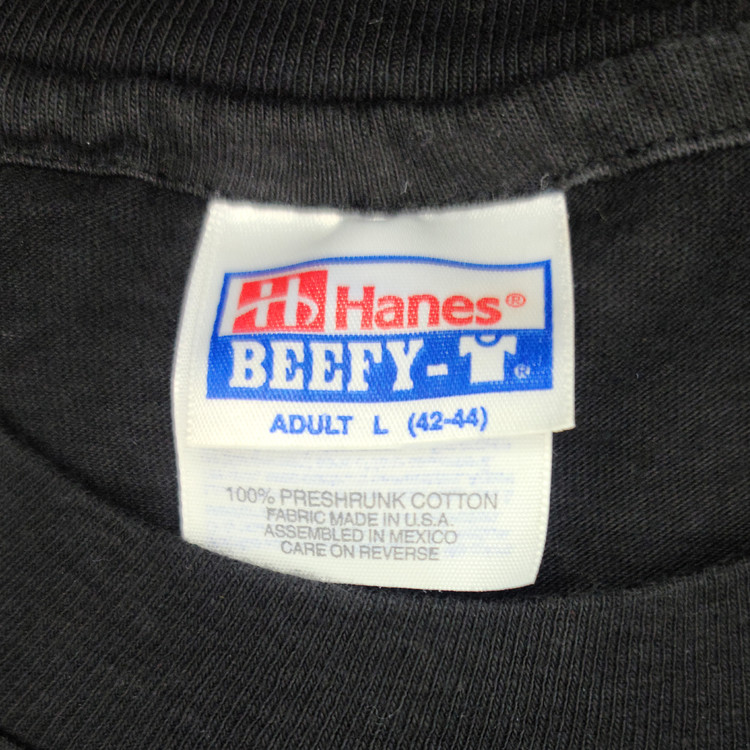 Hanes®
BEEFY-T®
ADULT L (42-44)
100% PRESHRUNK COTTON
FABRIC MADE IN U.S.A.
ASSEMBLED IN MEXICO
CARE ON REVERSE